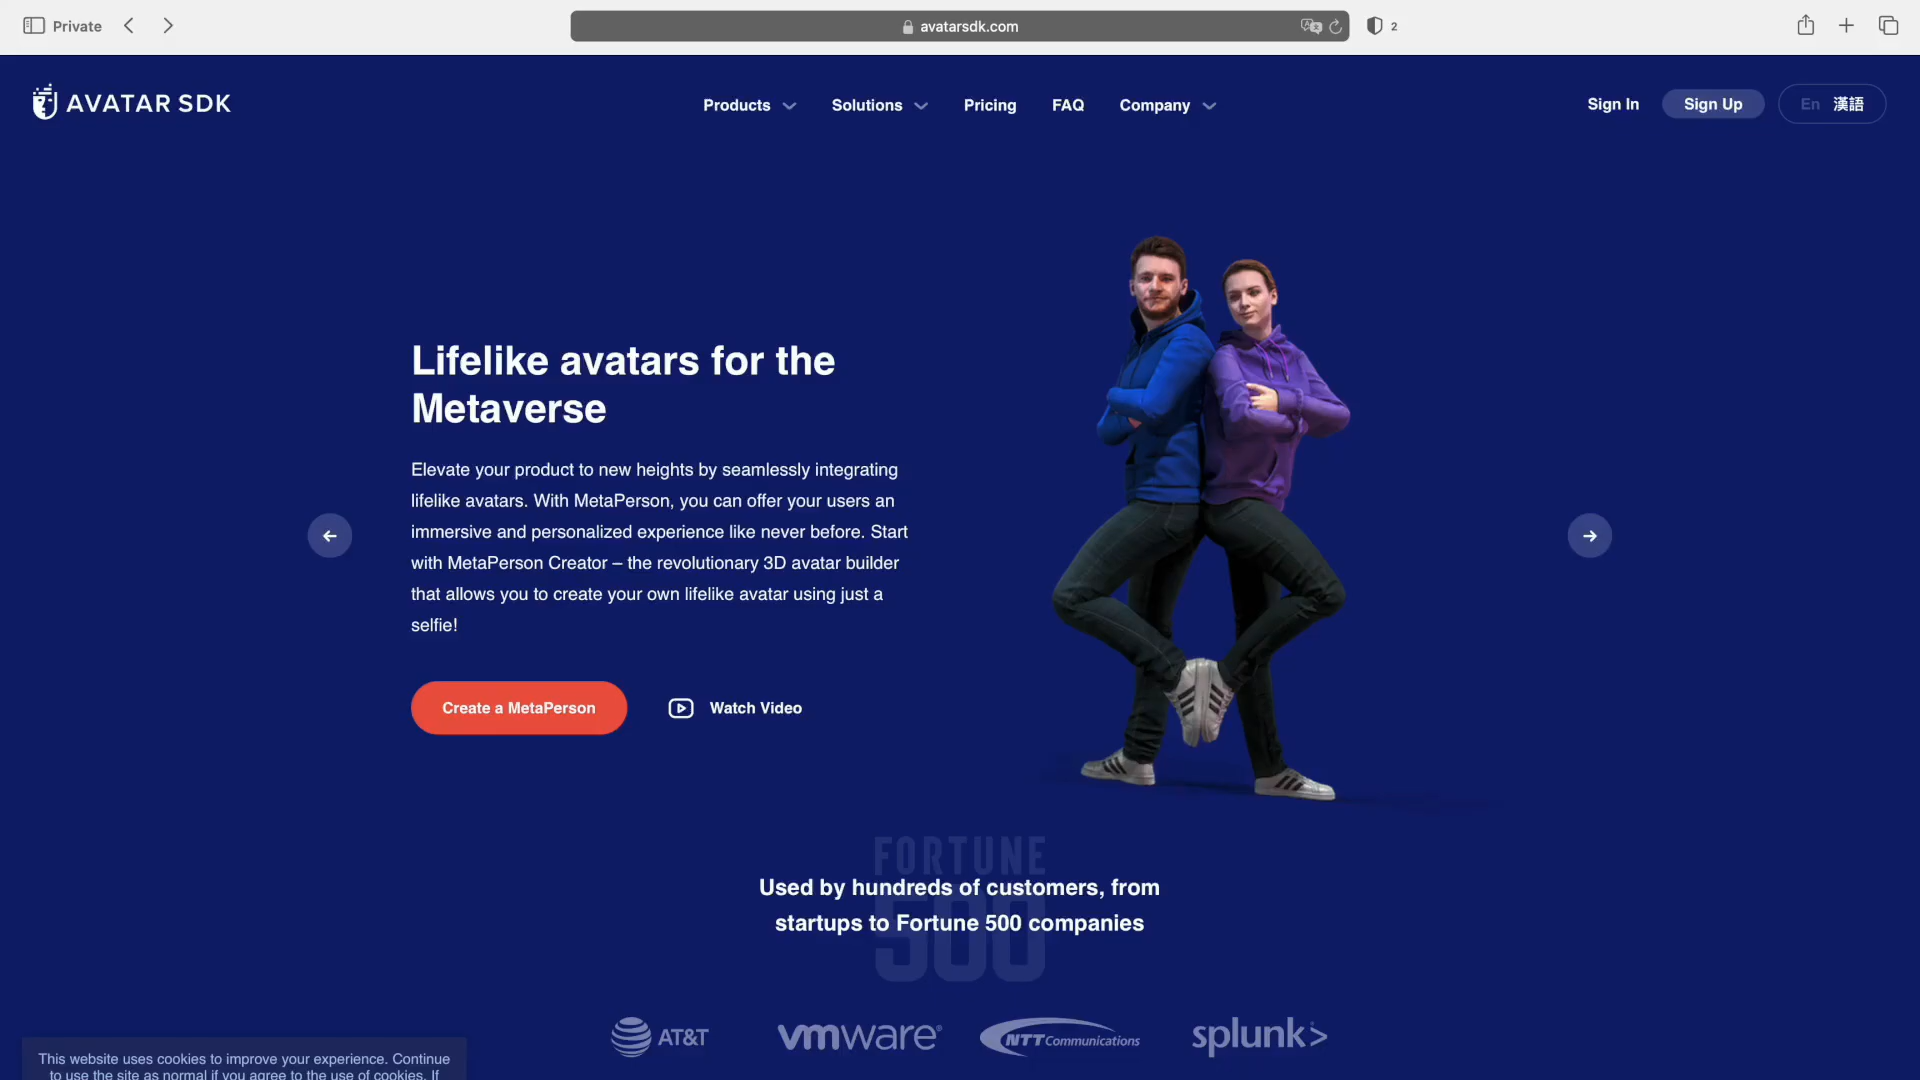 Private
avatarsdk.com
2
AVATAR SDK
Products
Solutions
Pricing
FAQ
Company
Sign In
Sign Up
En 漢語
Lifelike avatars for the
Metaverse
Elevate your product to new heights by seamlessly integrating
lifelike avatars. With MetaPerson, you can offer your users an
immersive and personalized experience like never before. Start
with MetaPerson Creator – the revolutionary 3D avatar builder
that allows you to create your own lifelike avatar using just a
selfie!
Create a MetaPerson
Watch Video
FORTUNE
500
Used by hundreds of customers, from
startups to Fortune 500 companies
AT&T
vmware®
NTT Communications
splunk>
This website uses cookies to improve your experience. Continue
to use the site as normal if you agree to the use of cookies. If